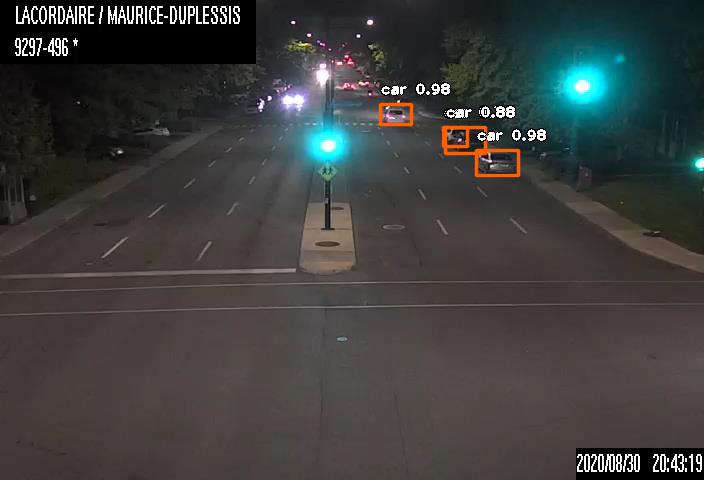 LACORDAIRE / MAURICE-DUPLESSIS
9297-496 *
car 0.98
car 0.88
car 0.98
2020/08/30 20:43:19